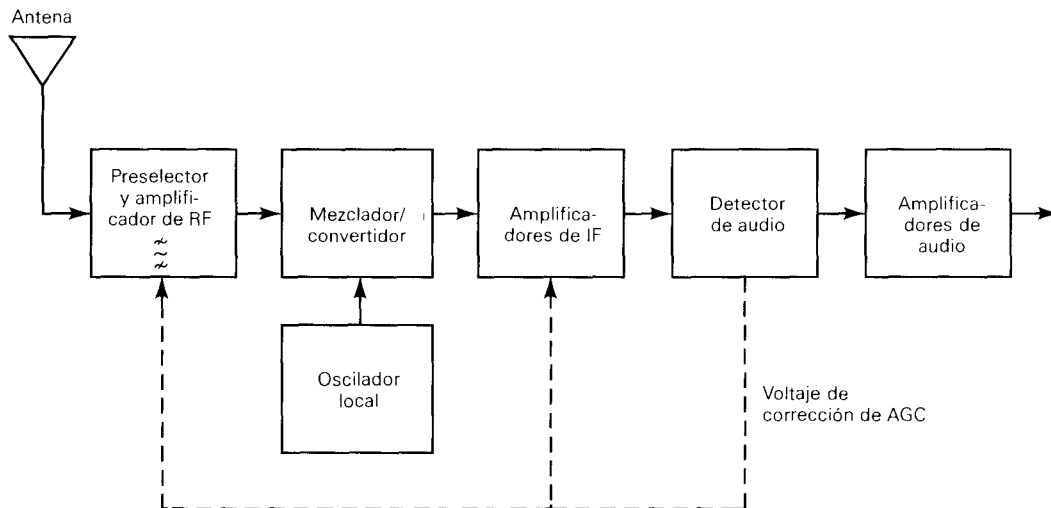 Antena
Preselector
y amplifi-
cador de RF
Mezclador/
convertidor
Amplifica-
dores de IF
Detector
de audio
Amplifica-
dores de
audio
Oscilador
local
Voltaje de
corrección de AGC